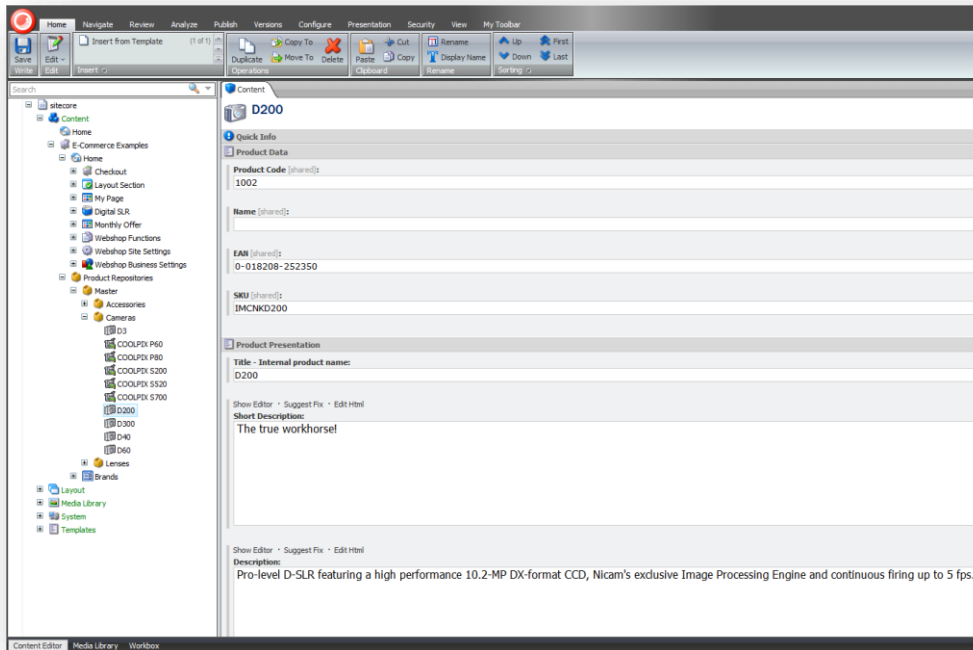 Home Navigate Review Analyze Publish Versions Configure Presentation Security View My Toolbar
Save
Write
Edit
Edit
Insert from Template (1 of 1)
Insert
Duplicate
Copy To
Move To
Delete
Operations
Paste
Cut
Copy
Clipboard
Rename
Display Name
Rename
Up
Down
First
Last
Sorting
Search
sitecore
Content
Home
E-Commerce Examples
Home
Checkout
Layout Section
My Page
Digital SLR
Monthly Offer
Webshop Functions
Webshop Site Settings
Webshop Business Settings
Product Repositories
Master
Accessories
Cameras
D3
COOLPIX P60
COOLPIX P80
COOLPIX S200
COOLPIX S520
COOLPIX S700
D200
D300
D40
D60
Lenses
Brands
Layout
Media Library
System
Templates
Content
D200
Quick Info
Product Data
Product Code [shared]:
1002
Name [shared]:
EAN [shared]:
0-018208-252350
SKU [shared]:
IMCNKD200
Product Presentation
Title - Internal product name:
D200
Show Editor · Suggest Fix · Edit Html
Short Description:
The true workhorse!
Show Editor · Suggest Fix · Edit Html
Description:
Pro-level D-SLR featuring a high performance 10.2-MP DX-format CCD, Nicam's exclusive Image Processing Engine and continuous firing up to 5 fps.
Content Editor Media Library Workbox